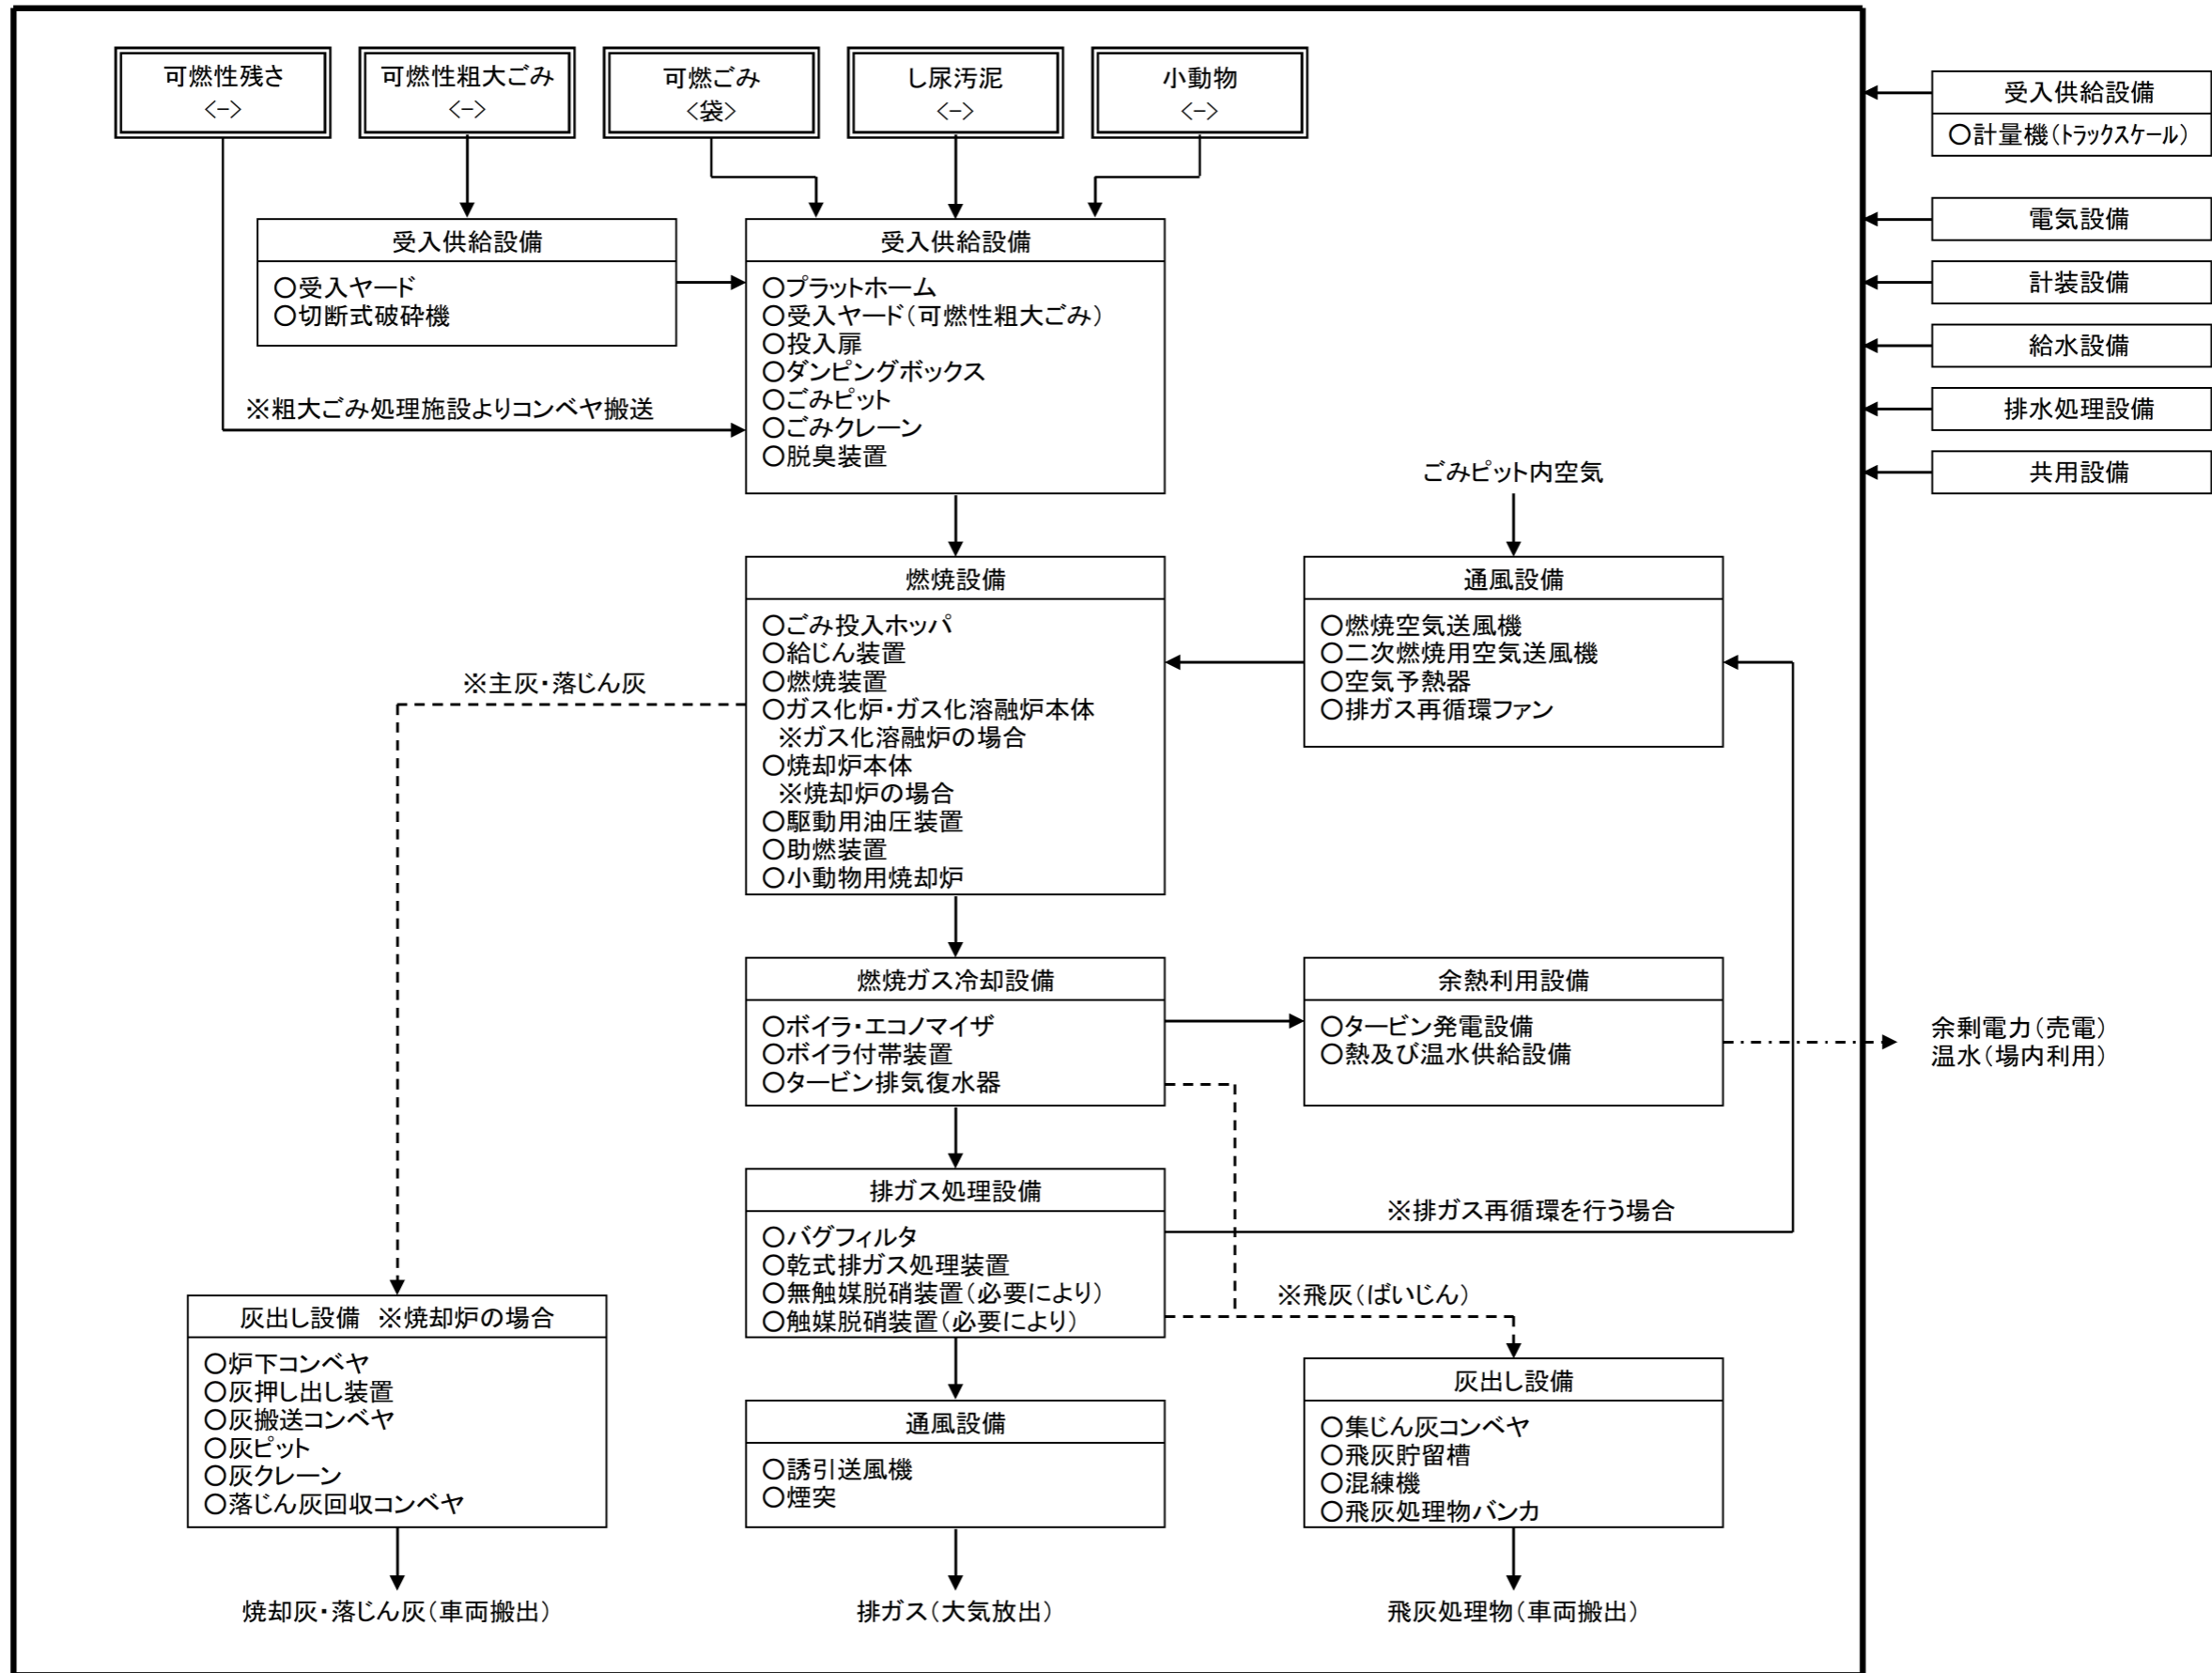 可燃性残さ
<->
可燃性粗大ごみ
<->
可燃ごみ
<袋>
し尿汚泥
<->
小動物
<->
受入供給設備
○計量機(トラックスケール)
電気設備
計装設備
給水設備
排水処理設備
共用設備
受入供給設備
○受入ヤード
○切断式破砕機
受入供給設備
○プラットホーム
○受入ヤード(可燃性粗大ごみ)
○投入扉
○ダンピングボックス
○ごみピット
○ごみクレーン
○脱臭装置
※粗大ごみ処理施設よりコンベヤ搬送
ごみピット内空気
燃焼設備
○ごみ投入ホッパ
○給じん装置
○燃焼装置
○ガス化炉・ガス化溶融炉本体
※ガス化溶融炉の場合
○焼却炉本体
※焼却炉の場合
○駆動用油圧装置
○助燃装置
○小動物用焼却炉
通風設備
○燃焼空気送風機
○二次燃焼用空気送風機
○空気予熱器
○排ガス再循環ファン
※主灰・落じん灰
燃焼ガス冷却設備
○ボイラ・エコノマイザ
○ボイラ付帯装置
○タービン排気復水器
余熱利用設備
○タービン発電設備
○熱及び温水供給設備
余剰電力(売電)
温水(場内利用)
排ガス処理設備
○バグフィルタ
○乾式排ガス処理装置
○無触媒脱硝装置(必要により)
○触媒脱硝装置(必要により)
※排ガス再循環を行う場合
※飛灰(ばいじん)
灰出し設備 ※焼却炉の場合
○炉下コンベヤ
○灰押し出し装置
○灰搬送コンベヤ
○灰ピット
○灰クレーン
○落じん灰回収コンベヤ
通風設備
○誘引送風機
○煙突
灰出し設備
○集じん灰コンベヤ
○飛灰貯留槽
○混練機
○飛灰処理物バンカ
焼却灰・落じん灰(車両搬出)
排ガス(大気放出)
飛灰処理物(車両搬出)